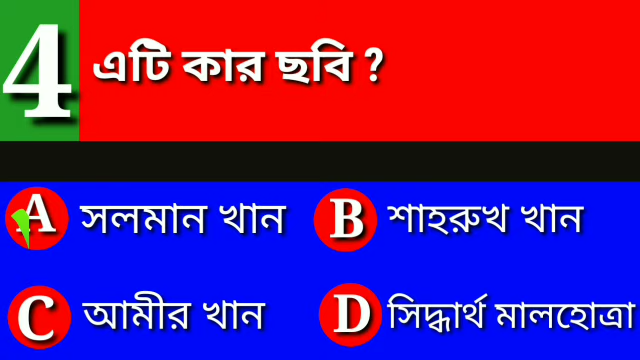 4 এটি কার ছবি ?
A সলমান খান B শাহরুখ খান
C আমীর খান D সিদ্ধার্থ মালহোত্রা